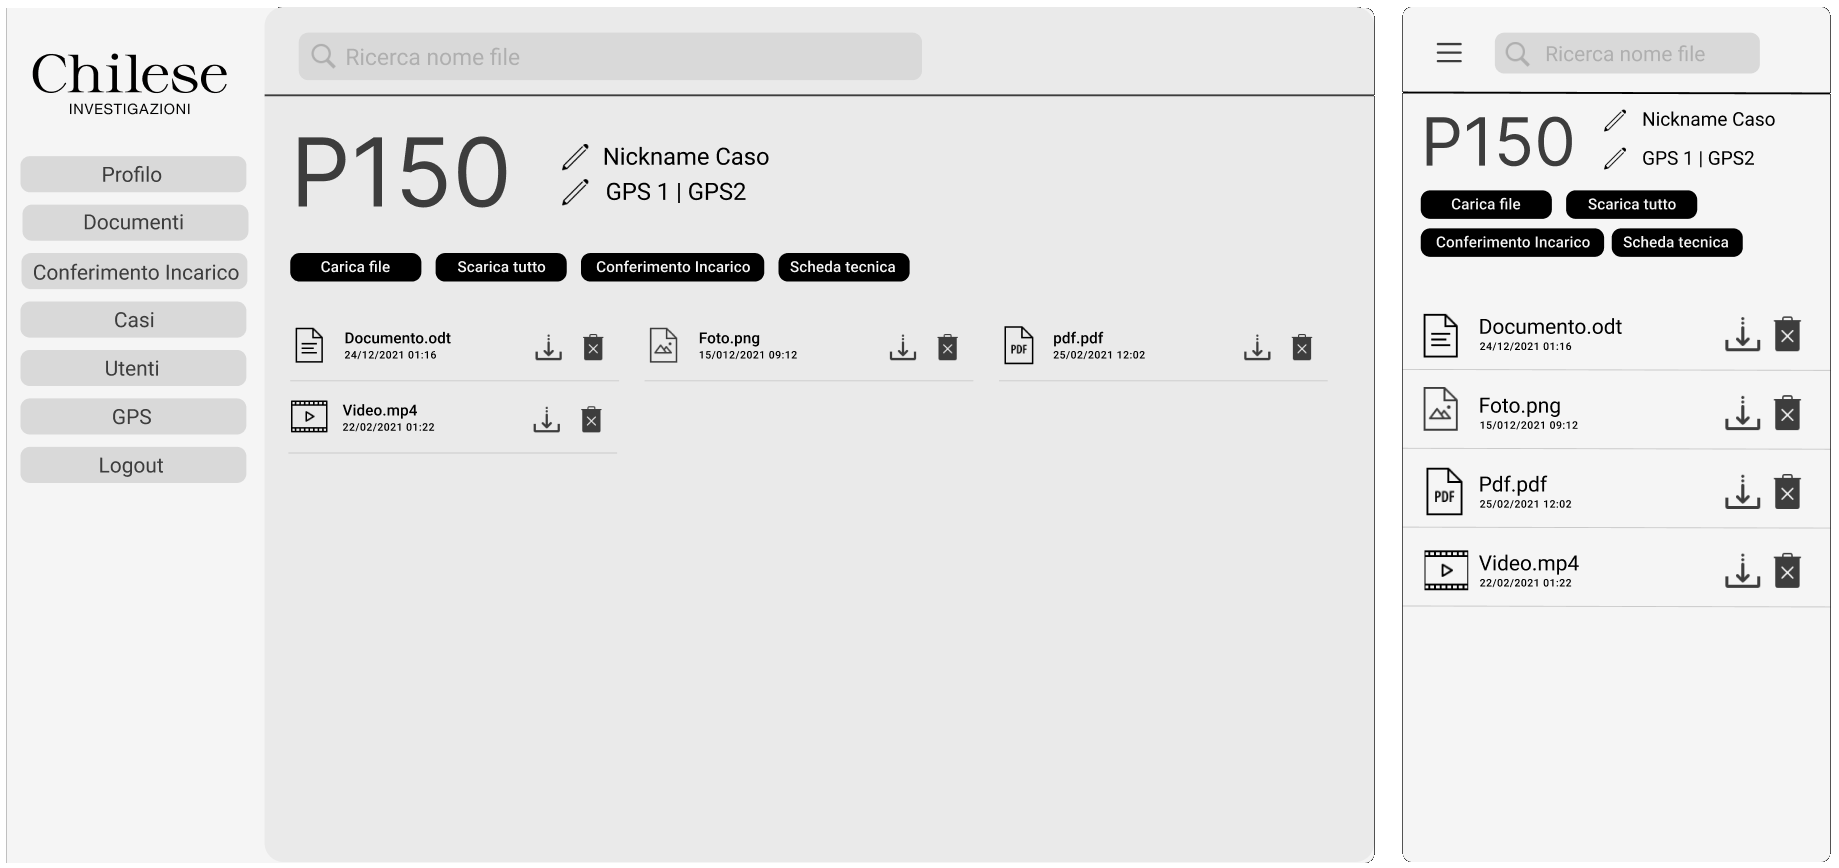 Chilese
INVESTIGAZIONI
Profilo
Documenti
Conferimento Incarico
Casi
Utenti
GPS
Logout
Ricerca nome file
P150
Nickname Caso
GPS 1 | GPS2
Carica file
Scarica tutto
Conferimento Incarico
Scheda tecnica
Documento.odt
24/12/2021 01:16
Foto.png
15/012/2021 09:12
PDF
pdf.pdf
25/02/2021 12:02
Video.mp4
22/02/2021 01:22
Ricerca nome file
P150
Nickname Caso
GPS 1 | GPS2
Carica file
Scarica tutto
Conferimento Incarico
Scheda tecnica
Documento.odt
24/12/2021 01:16
Foto.png
15/012/2021 09:12
PDF
Pdf.pdf
25/02/2021 12:02
Video.mp4
22/02/2021 01:22